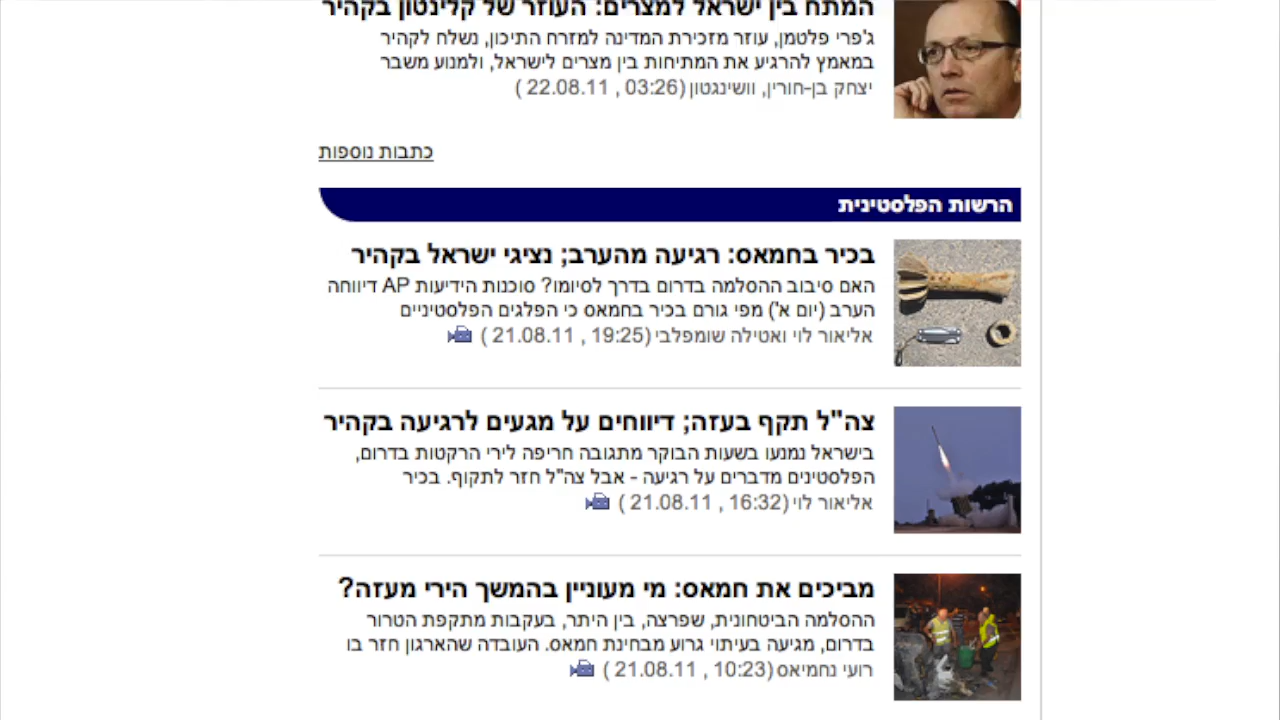 המתח בין ישראל למצרים: העוזר של קלינטון בקהיר
ג'פרי פלטמן, עוזר מזכירת המדינה למזרח התיכון, נשלח לקהיר
במאמץ להרגיע את המתיחות בין מצרים לישראל, ולמנוע משבר
יצחק בן-חורין, וושינגטון (03:26 , 22.08.11 )
כתבות נוספות
הרשות הפלסטינית
בכיר בחמאס: רגיעה מהערב; נציגי ישראל בקהיר
האם סיבוב ההסלמה בדרום בדרך לסיומו? סוכנות הידיעות AP דיווחה
הערב (יום א') מפי גורם בכיר בחמאס כי הפלגים הפלסטיניים
אליאור לוי ואטילה שומפלבי (19:25 , 21.08.11 )
צה"ל תקף בעזה; דיווחים על מגעים לרגיעה בקהיר
בישראל נמנעו בשעות הבוקר מתגובה חריפה לירי הרקטות בדרום,
הפלסטינים מדברים על רגיעה - אבל צה"ל חזר לתקוף. בכיר
אליאור לוי (16:32 , 21.08.11 )
מביכים את חמאס: מי מעוניין בהמשך הירי מעזה?
ההסלמה הביטחונית, שפרצה, בין היתר, בעקבות מתקפת הטרור
בדרום, מגיעה בעיתוי גרוע מבחינת חמאס. העובדה שהארגון חזר בו
רועי נחמיאס (10:23 , 21.08.11 )